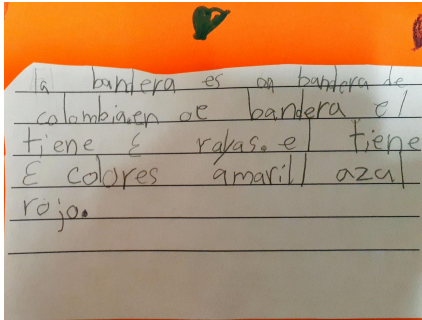 la bandera es on bandera de
colombia.en oe bandera el
tiene 3 rayas. el tiene
3 colores amarill azul
rojo.